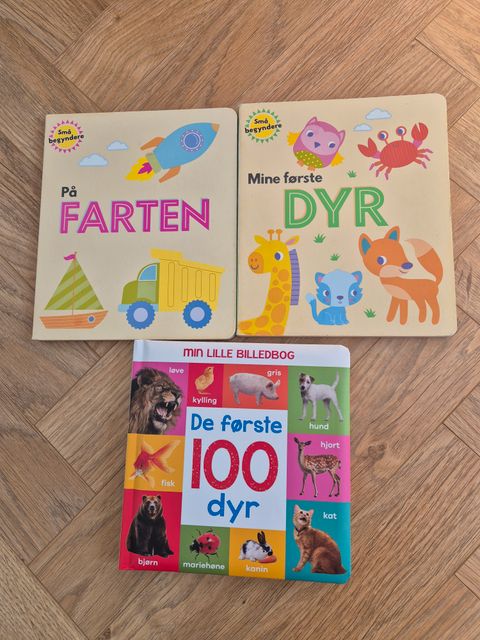 Små
begyndere
På
FARTEN
Små
begyndere
Mine første
DYR
min LILLE BILLEDBOG
løve
kylling
gris
hund
De første
100
dyr
fisk
hjort
kat
bjørn
mariehøne
kanin